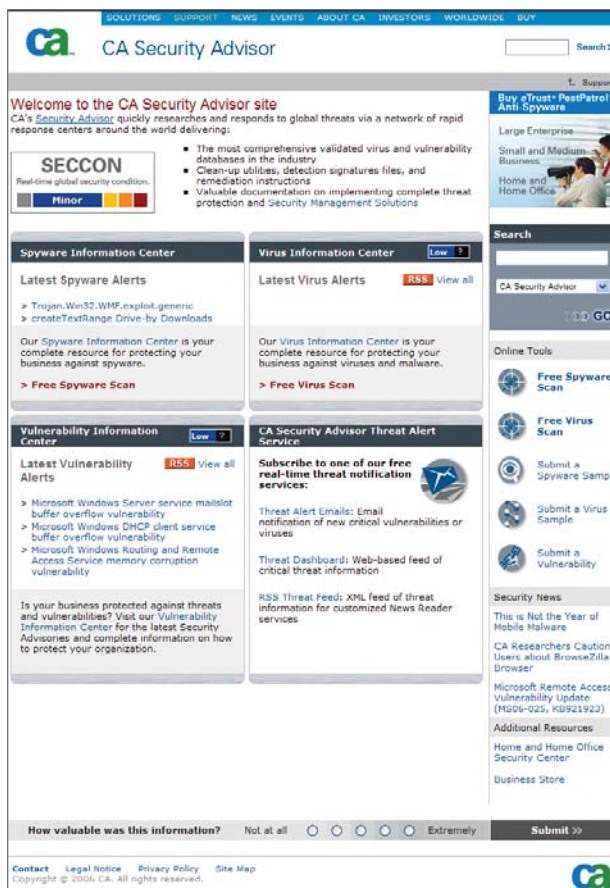 SOLUTIONS SUPPORT NEWS EVENTS ABOUT CA INVESTORS WORLDWIDE BUY
ca
CA Security Advisor
Search
Suppor
Welcome to the CA Security Advisor site
CA's Security Advisor quickly researches and responds to global threats via a network of rapid
response centers around the world delivering:
SECCON
Real-time global security condition.
Minor
The most comprehensive validated virus and vulnerability
databases in the industry
Clean-up utilities, detection signatures files, and
remediation instructions
Valuable documentation on implementing complete threat
protection and Security Management Solutions
Buy eTrust PestPatrol
Anti-Spyware
Large Enterprise
Small and Medium
Business
Home and
Home Office
Search
CA Security Advisor
GO
Spyware Information Center
Latest Spyware Alerts
> Trojan.Win32.WMF.exploit.generic
> createTextRange Drive-by Downloads
Our Spyware Information Center is your
complete resource for protecting your
business against spyware.
> Free Spyware Scan
Virus Information Center Low ?
Latest Virus Alerts RSS View all
Our Virus Information Center is your
complete resource for protecting your
business against viruses and malware.
> Free Virus Scan
Vulnerability Information
Center Low ?
Latest Vulnerability
Alerts RSS View all
> Microsoft Windows Server service mailslot
buffer overflow vulnerability
> Microsoft Windows DHCP client service
buffer overflow vulnerability
> Microsoft Windows Routing and Remote
Access Service memory corruption
vulnerability
Is your business protected against threats
and vulnerabilities? Visit our Vulnerability
Information Center for the latest Security
Advisories and complete information on how
to protect your organization.
CA Security Advisor Threat Alert
Service
Subscribe to one of our free
real-time threat notification
services:
Threat Alert Emails: Email
notification of new critical vulnerabilities or
viruses
Threat Dashboard: Web-based feed of
critical threat information
RSS Threat Feed: XML feed of threat
information for customized News Reader
services
Online Tools
Free Spyware
Scan
Free Virus
Scan
Submit a
Spyware Samp
Submit a Virus
Sample
Submit a
Vulnerability
Security News
This is Not the Year of
Mobile Malware
CA Researchers Caution
Users about BrowseZilla
Browser
Microsoft Remote Access
Vulnerability Update
(MS06-025, KB921923)
Additional Resources
Home and Home Office
Security Center
Business Store
How valuable was this information? Not at all Extremely Submit >>
Contact Legal Notice Privacy Policy Site Map
Copyright © 2006 CA. All rights reserved.
ca